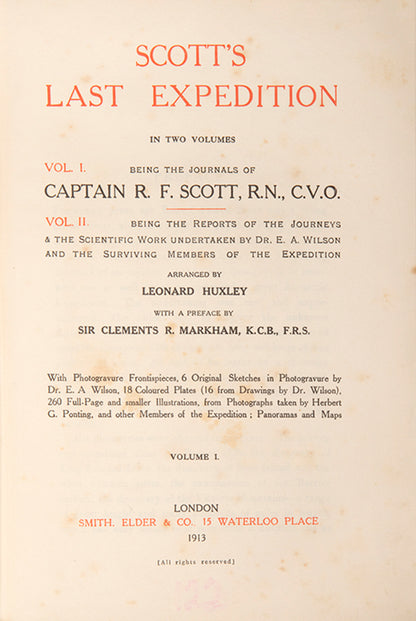 SCOTT'S
LAST EXPEDITION
IN TWO VOLUMES
VOL. I. BEING THE JOURNALS OF
CAPTAIN R. F. SCOTT, R.N., C.V.O.
VOL. II. BEING THE REPORTS OF THE JOURNEYS
& THE SCIENTIFIC WORK UNDERTAKEN BY DR. E. A. WILSON
AND THE SURVIVING MEMBERS OF THE EXPEDITION
ARRANGED BY
LEONARD HUXLEY
WITH A PREFACE BY
SIR CLEMENTS R. MARKHAM, K.C.B., F.R.S.
With Photogravure Frontispieces, 6 Original Sketches in Photogravure by
Dr. E. A. Wilson, 18 Coloured Plates (16 from Drawings by Dr. Wilson),
260 Full-Page and smaller Illustrations, from Photographs taken by Herbert
G. Ponting, and other Members of the Expedition; Panoramas and Maps
VOLUME I.
LONDON
SMITH, ELDER & CO., 15 WATERLOO PLACE
1913
[All rights reserved]